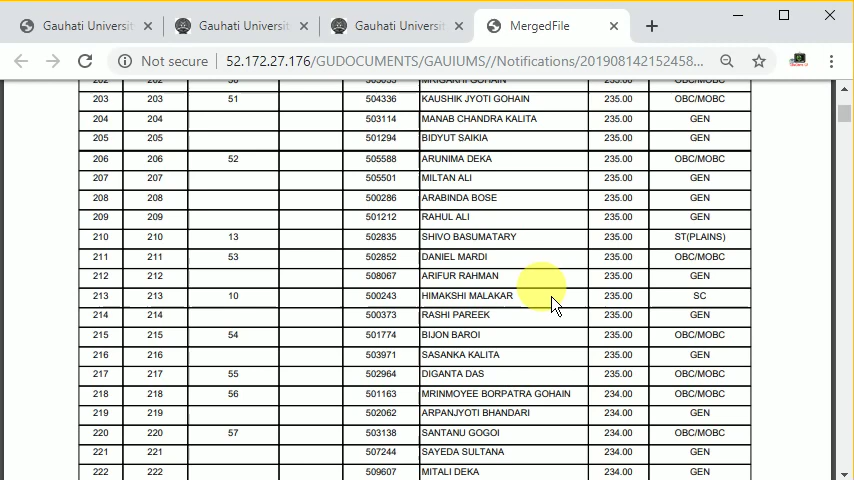 Gauhati Universit Gauhati Universit Gauhati Universit MergedFile
Not secure 52.172.27.176/GUDOCUMENTS/GAUIUMS//Notifications/201908142152458...
203 203 51 504336 KAUSHIK JYOTI GOHAIN 235.00 OBC/MOBC
204 204 503114 MANAB CHANDRA KALITA 235.00 GEN
205 205 501294 BIDYUT SAIKIA 235.00 GEN
206 206 52 505588 ARUNIMA DEKA 235.00 OBC/MOBC
207 207 505501 MILTAN ALI 235.00 GEN
208 208 500286 ARABINDA BOSE 235.00 GEN
209 209 501212 RAHUL ALI 235.00 GEN
210 210 13 502835 SHIVO BASUMATARY 235.00 ST(PLAINS)
211 211 53 502852 DANIEL MARDI 235.00 OBC/MOBC
212 212 508067 ARIFUR RAHMAN 235.00 GEN
213 213 10 500243 HIMAKSHI MALAKAR 235.00 SC
214 214 500373 RASHI PAREEK 235.00 GEN
215 215 54 501774 BIJON BAROI 235.00 OBC/MOBC
216 216 503971 SASANKA KALITA 235.00 GEN
217 217 55 502964 DIGANTA DAS 235.00 OBC/MOBC
218 218 56 501163 MRINMOYEE BORPATRA GOHAIN 234.00 OBC/MOBC
219 219 502062 ARPANJYOTI BHANDARI 234.00 GEN
220 220 57 503138 SANTANU GOGOI 234.00 OBC/MOBC
221 221 507244 SAYEDA SULTANA 234.00 GEN
222 222 509607 MITALI DEKA 234.00 GEN